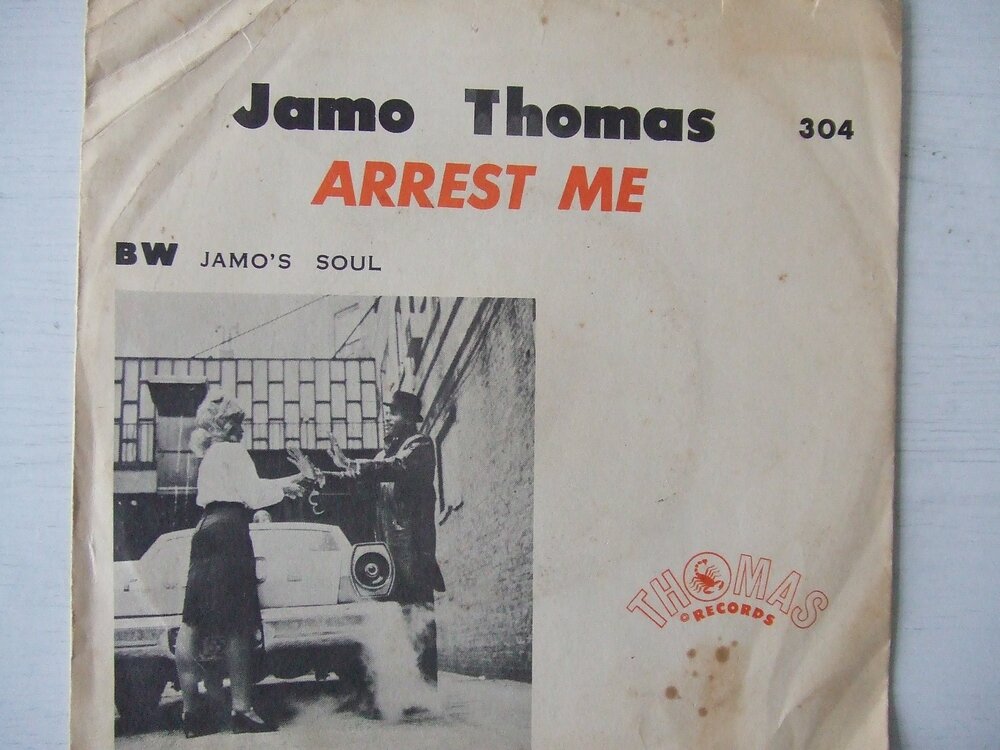 Jamo Thomas 304
ARREST ME
BW JAMO'S SOUL
THOMAS
© RECORDS